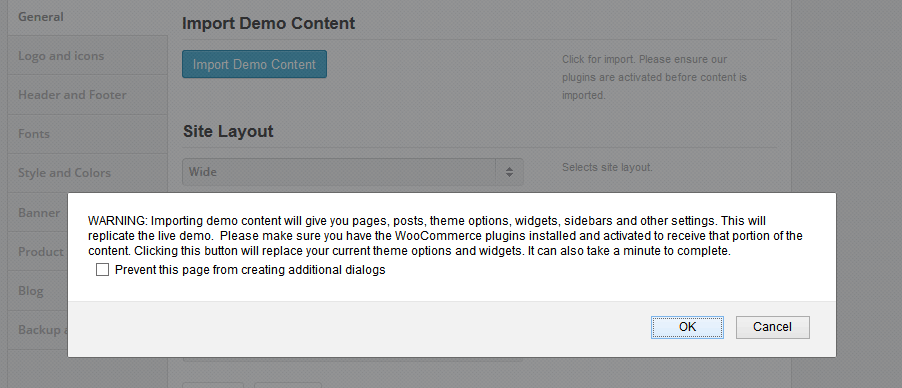 General
Logo and icons
Header and Footer
Fonts
Style and Colors
Banner
Product
Blog
Backup a
Import Demo Content
Import Demo Content
Click for import. Please ensure our
plugins are activated before content is
imported.
Site Layout
Wide
Selects site layout.
WARNING: Importing demo content will give you pages, posts, theme options, widgets, sidebars and other settings. This will
replicate the live demo.  Please make sure you have the WooCommerce plugins installed and activated to receive that portion of the
content. Clicking this button will replace your current theme options and widgets. It can also take a minute to complete.
Prevent this page from creating additional dialogs
OK
Cancel